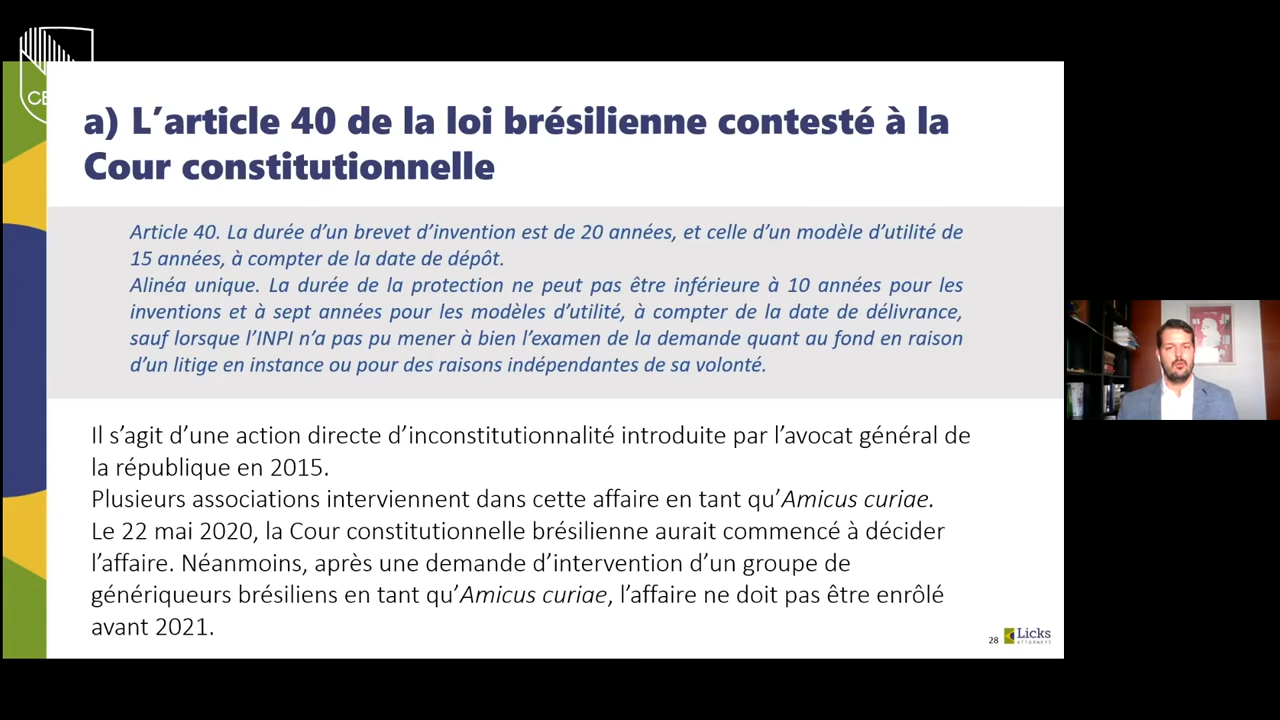 CE
a) L’article 40 de la loi brésilienne contesté à la
Cour constitutionnelle
Article 40. La durée d’un brevet d’invention est de 20 années, et celle d’un modèle d’utilité de
15 années, à compter de la date de dépôt.
Alinéa unique. La durée de la protection ne peut pas être inférieure à 10 années pour les
inventions et à sept années pour les modèles d’utilité, à compter de la date de délivrance,
sauf lorsque l’INPI n’a pas pu mener à bien l’examen de la demande quant au fond en raison
d’un litige en instance ou pour des raisons indépendantes de sa volonté.
Il s’agit d’une action directe d’inconstitutionnalité introduite par l’avocat général de
la république en 2015.
Plusieurs associations interviennent dans cette affaire en tant qu’Amicus curiae.
Le 22 mai 2020, la Cour constitutionnelle brésilienne aurait commencé à décider
l’affaire. Néanmoins, après une demande d’intervention d’un groupe de
génériqueurs brésiliens en tant qu’Amicus curiae, l’affaire ne doit pas être enrôlé
avant 2021.
28
Licks
ATTORNEYS